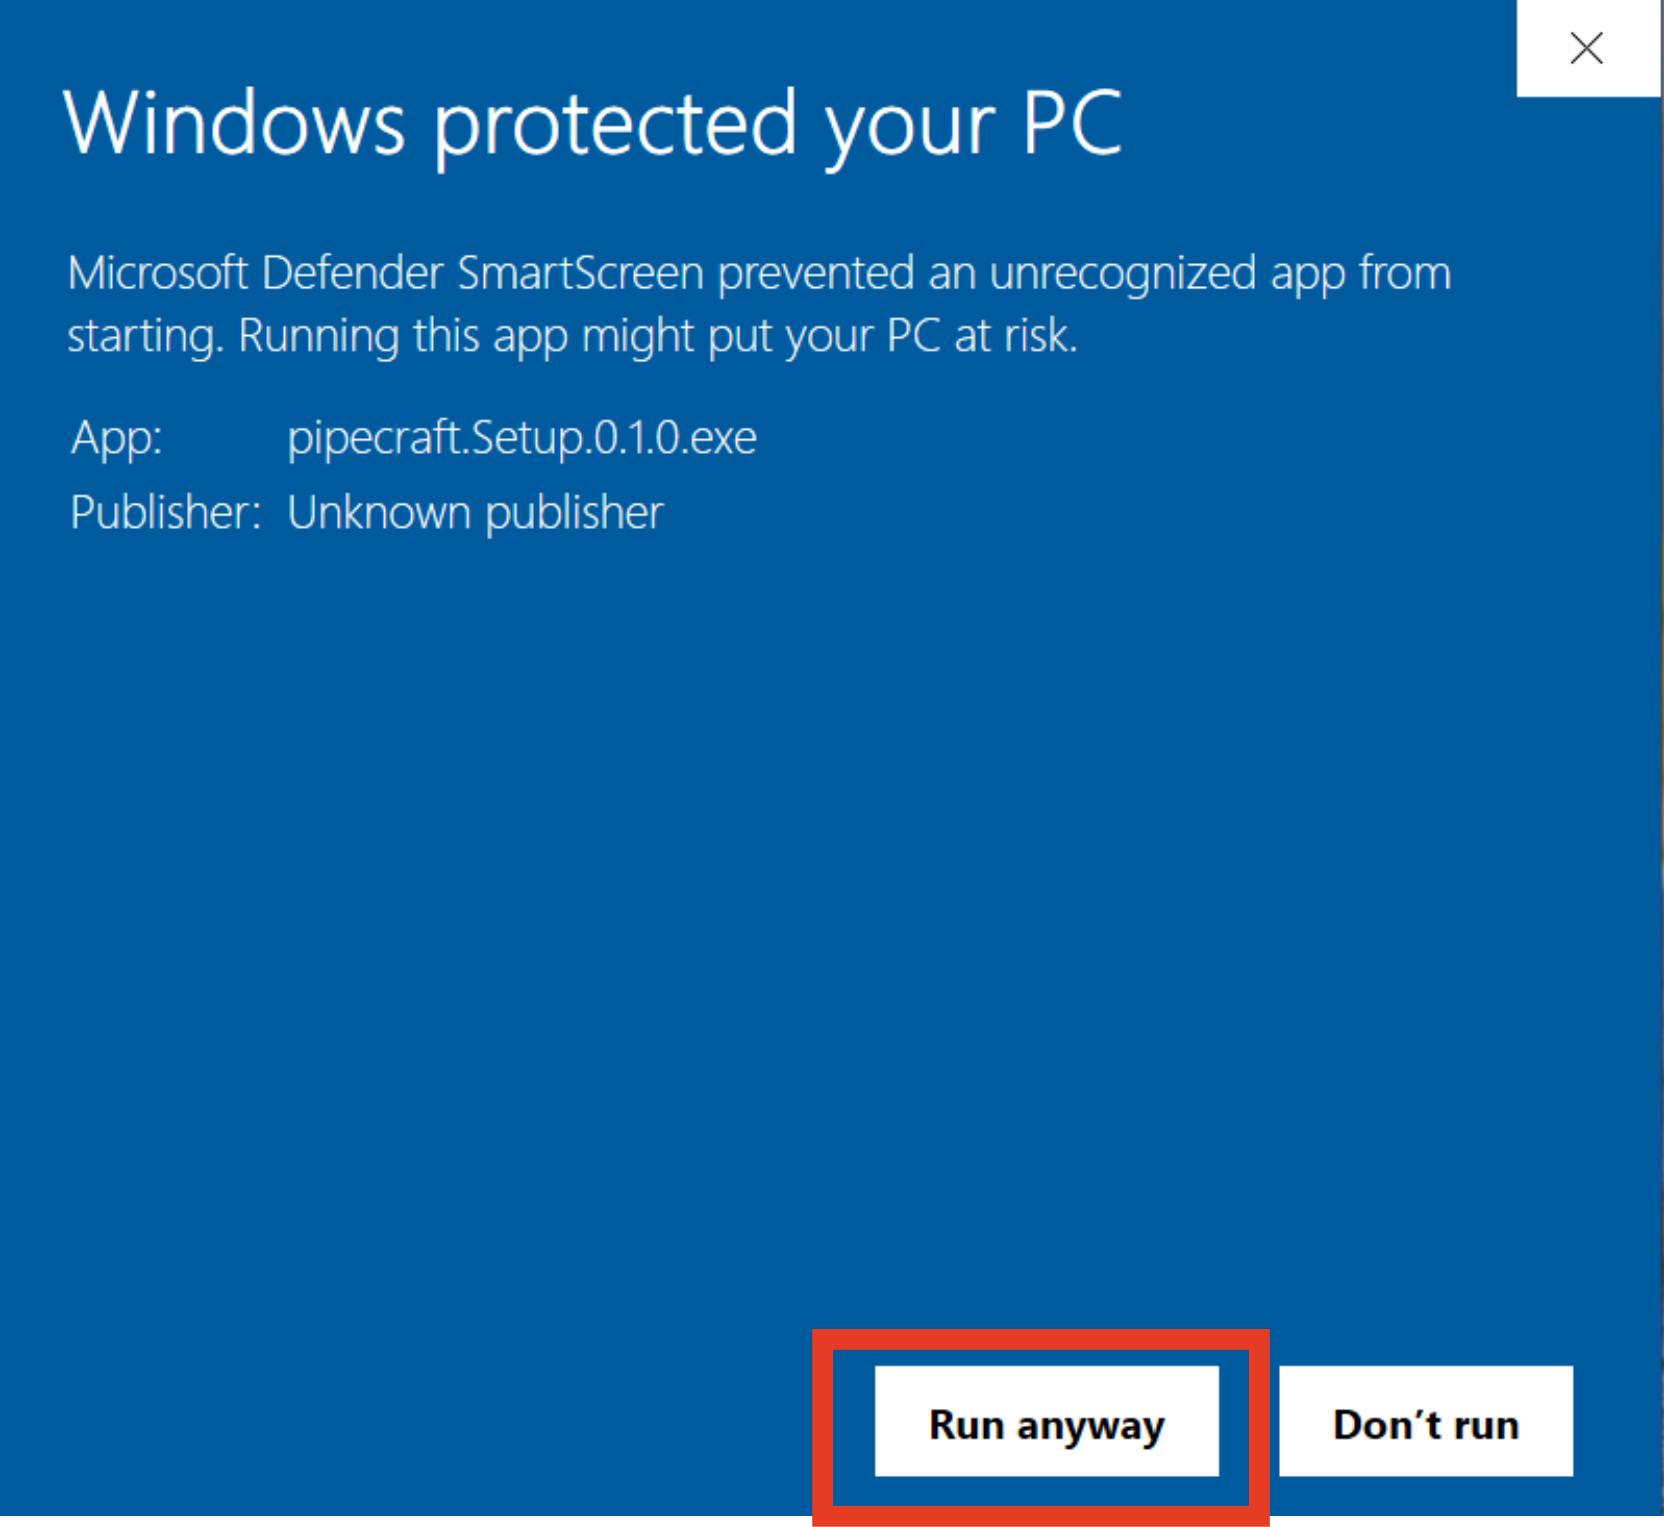 Windows protected your PC
Microsoft Defender SmartScreen prevented an unrecognized app from
starting. Running this app might put your PC at risk.
App: pipecraft.Setup.0.1.0.exe
Publisher: Unknown publisher
Run anyway Don't run